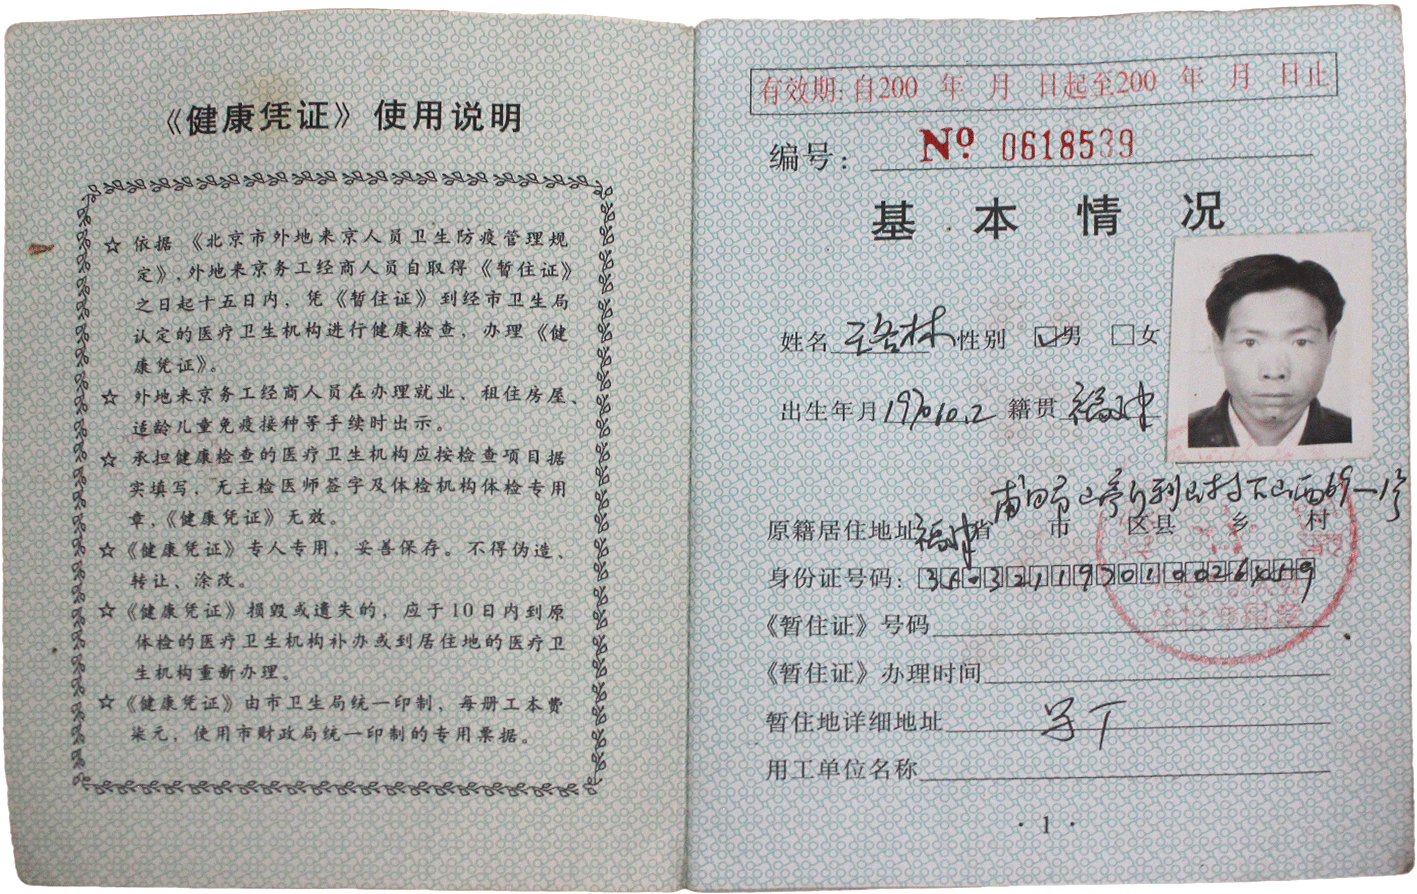 《健康凭证》使用说明
☆ 依据《北京市外地来京人员卫生防疫管理规
定》,外地来京务工经商人员自取得《暂住证》
之日起十五日内，凭《暂住证》到经市卫生局
认定的医疗卫生机构进行健康检查，办理《健
康凭证》。
☆ 外地来京务工经商人员在办理就业、租住房屋、
适龄儿童免疫接种等手续时出示。
☆ 承担健康检查的医疗卫生机构应按检查项目据
实填写，无主检医师签字及体检机构体检专用
章，《健康凭证》无效。
☆《健康凭证》专人专用，妥善保存。不得伪造、
转让、涂改。
☆《健康凭证》损毁或遗失的，应于10日内到原
体检的医疗卫生机构补办或到居住地的医疗卫
生机构重新办理。
☆《健康凭证》由市卫生局统一印制，每册工本费
柒元，使用市财政局统一印制的专用票据。
有效期: 自200 年 月 日起至200 年 月 日止
编号: No. 0618539
基本情况
姓名 林 性别 男 女
出生年月 1970.10.2 籍贯 福建
莆田市 山亭 村下山西69-1号
原籍居住地址 福建省 市 区县 乡 村
身份证号码:
《暂住证》号码
《暂住证》办理时间
暂住地详细地址
用工单位名称
· 1 ·